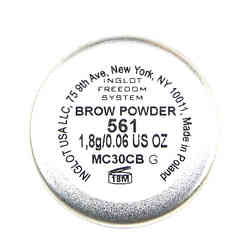 INGLOT USA LLC, 75 9th Ave, New York, NY 10011, Made in Poland
INGLOT
FREEDOM
SYSTEM
BROW POWDER
561
1,8g/0.06 US OZ
MC30CB G
18M